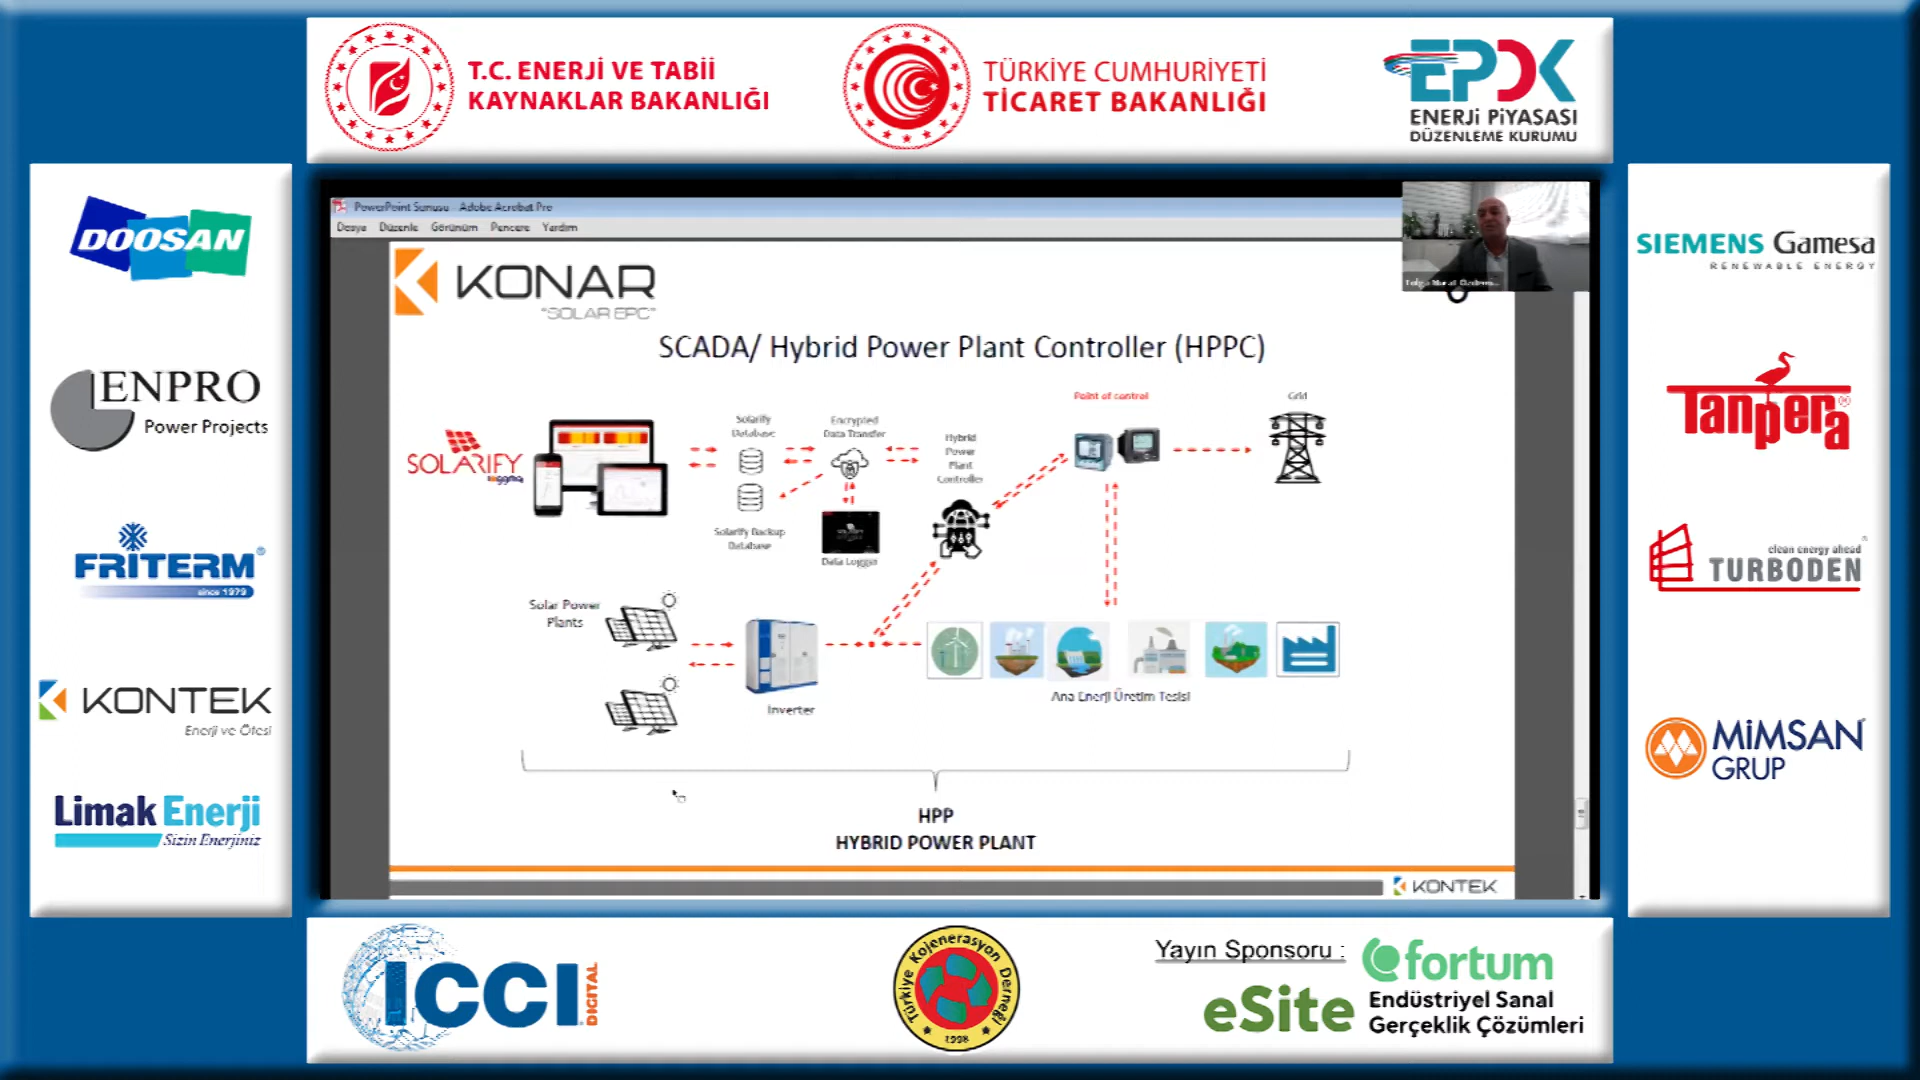 T.C. ENERJİ VE TABİİ
KAYNAKLAR BAKANLIĞI
TÜRKİYE CUMHURİYETİ
TİCARET BAKANLIĞI
EPDK
ENERJİ PİYASASI
DÜZENLEME KURUMU
DOOSAN
ENPRO
Power Projects
FRITERM®
since 1979
KONTEK
Enerji ve Ötesi
Limak Enerji
Sizin Enerjiniz
PowerPoint Sunusu - Adobe Acrobat Pro
Dosya Düzenle Görünüm Pencere Yardım
KONAR
"SOLAR EPC"
SCADA/ Hybrid Power Plant Controller (HPPC)
SOLARIFY
Solarify
Database
Encrypted
Data Transfer
Hybrid
Power
Plant
Controller
Point of control
Grid
Solarify Backup
Database
Data Logger
Solar Power
Plants
Inverter
Ana Enerji Üretim Tesisi
HPP
HYBRID POWER PLANT
KONTEK
SIEMENS Gamesa
RENEWABLE ENERGY
Tanpera®
clean energy ahead
TURBODEN
MİMSAN
GRUP
ICCI
DIGITAL
Türkiye Kojenerasyon Derneği
1998
Yayın Sponsoru :
fortum
eSite
Endüstriyel Sanal
Gerçeklik Çözümleri